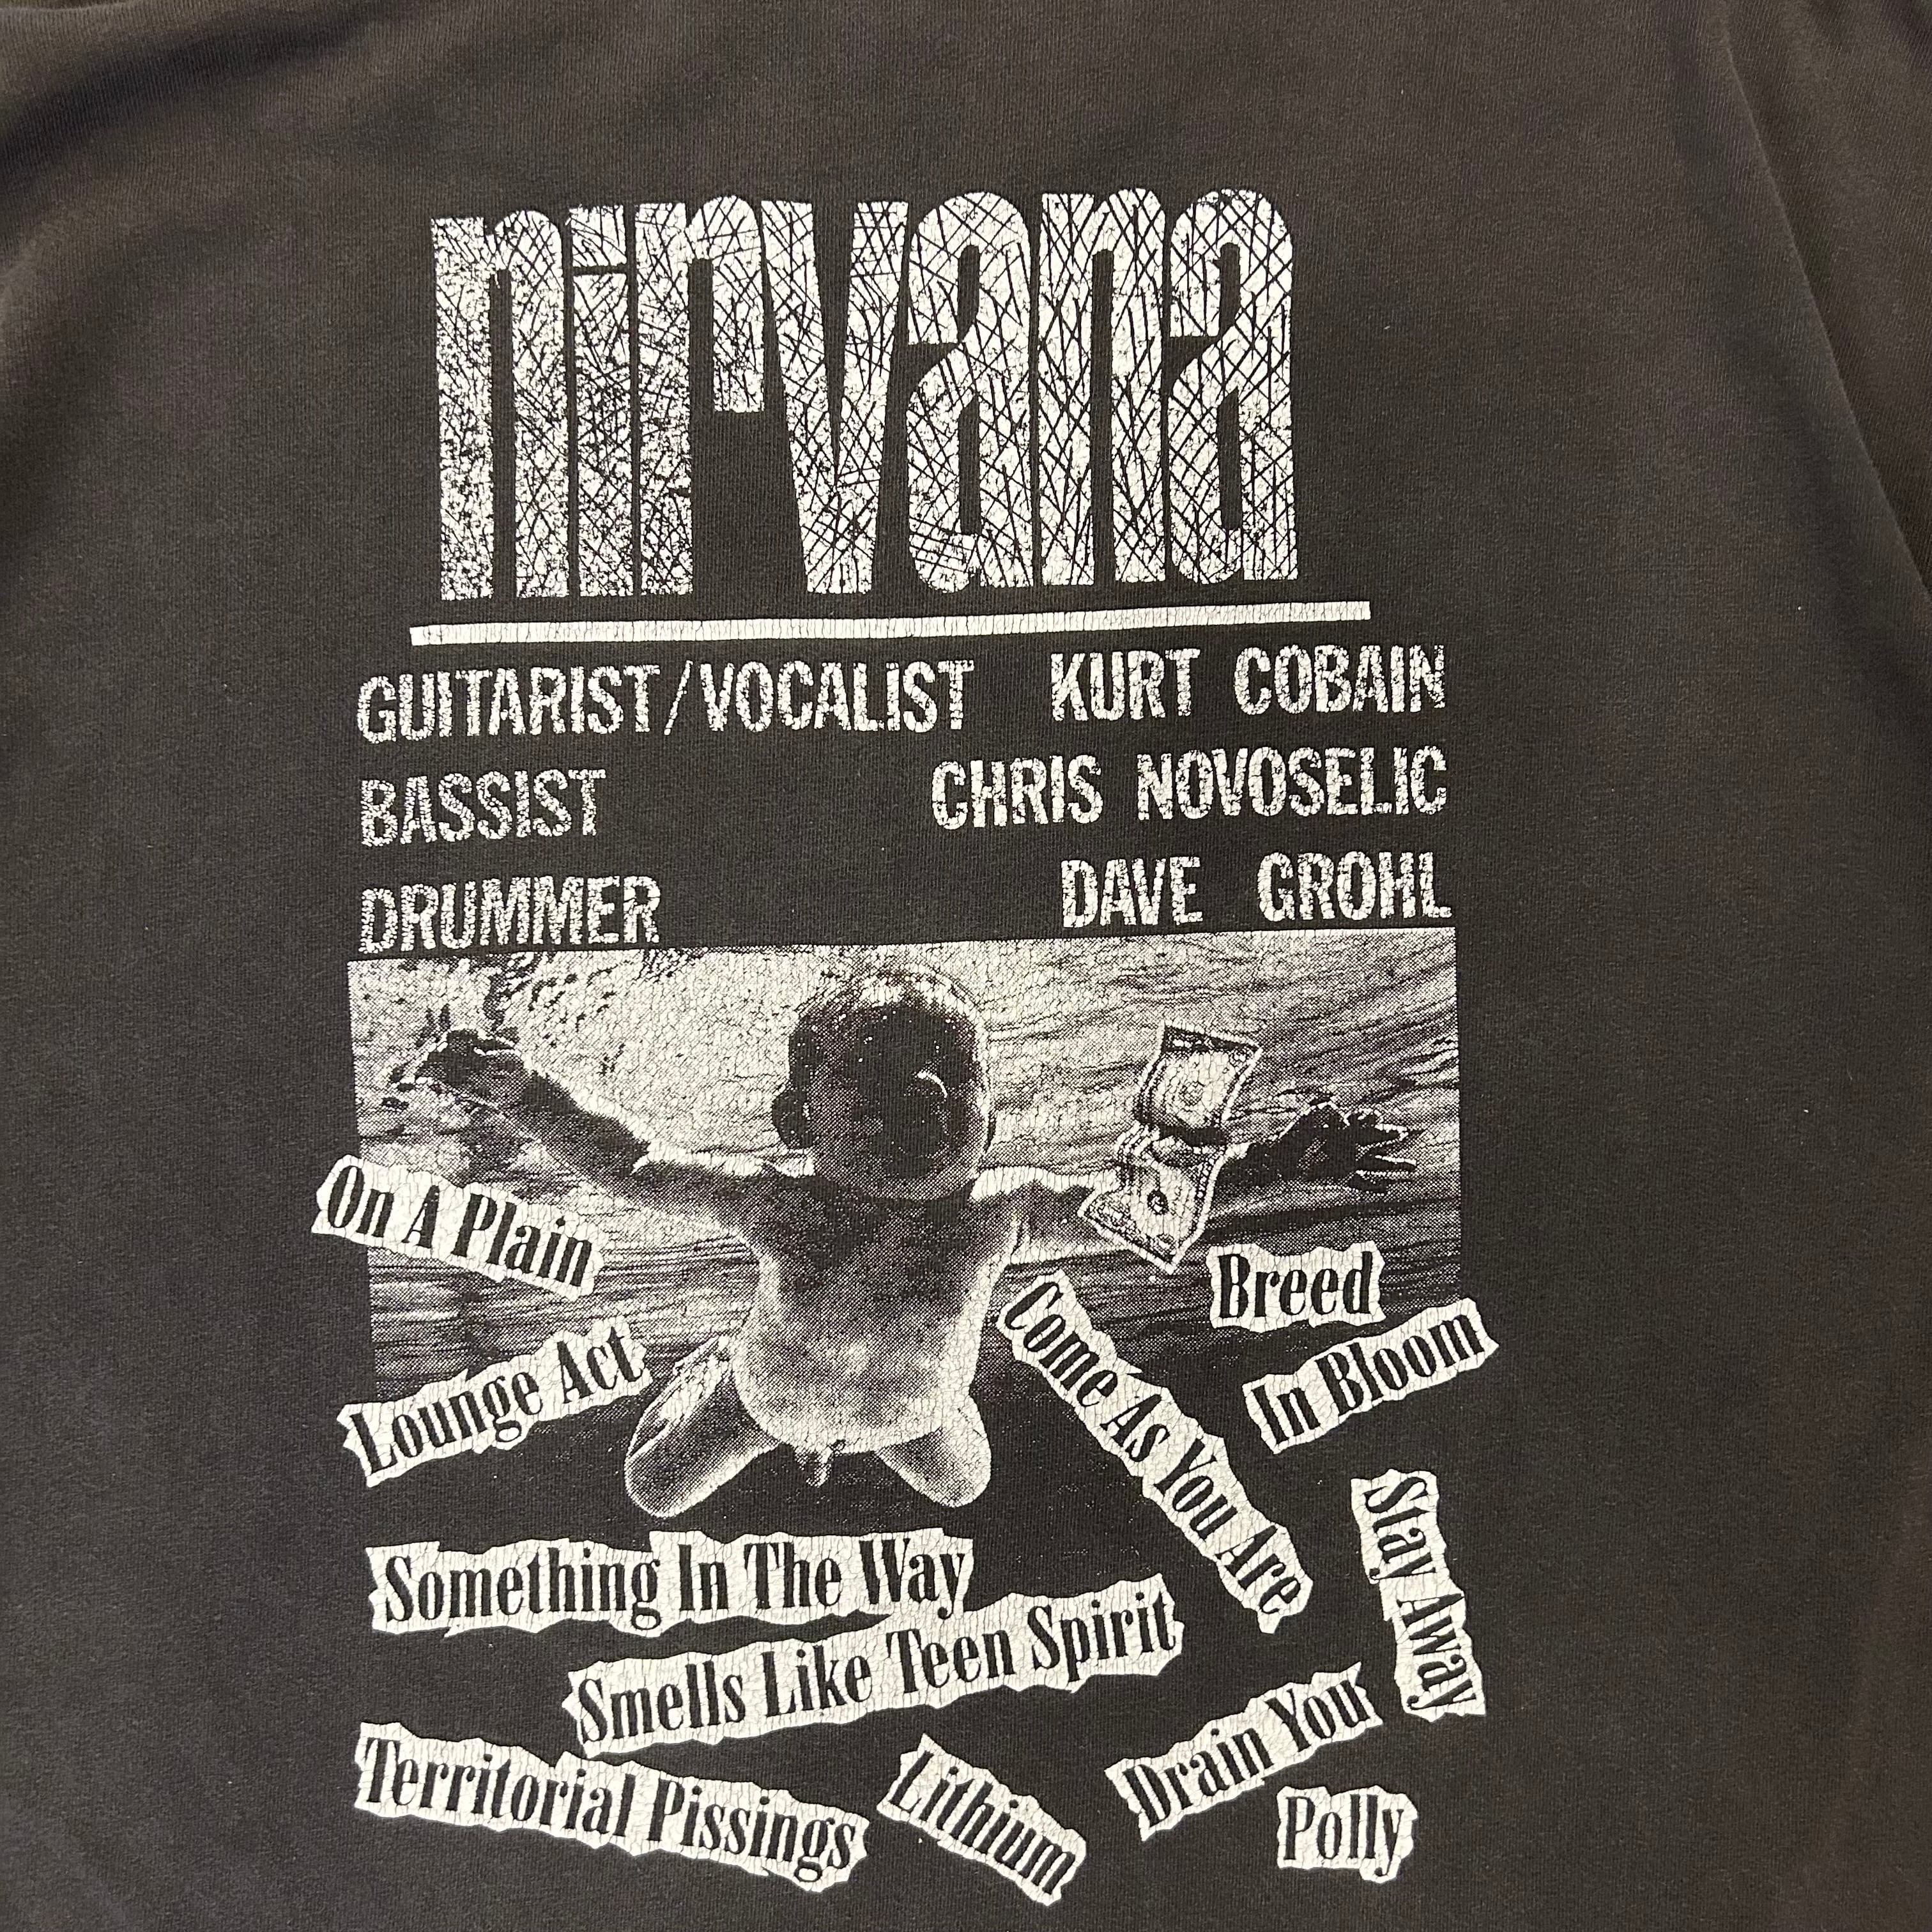 nirvana
GUITARIST/VOCALIST KURT COBAIN
BASSIST CHRIS NOVOSELIC
DRUMMER DAVE GROHL
On A Plain
Breed
Come As You Are
In Bloom
Lounge Act
Stay Away
Something In The Way
Smells Like Teen Spirit
Drain You
Territorial Pissings
Lithium
Polly